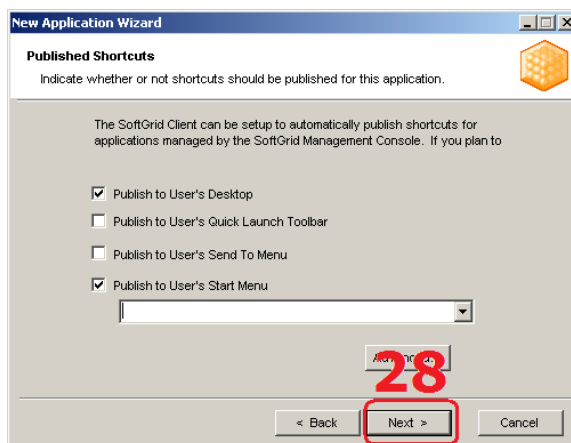 New Application Wizard
Published Shortcuts
Indicate whether or not shortcuts should be published for this application.
The SoftGrid Client can be setup to automatically publish shortcuts for
applications managed by the SoftGrid Management Console. If you plan to
Publish to User's Desktop
Publish to User's Quick Launch Toolbar
Publish to User's Send To Menu
Publish to User's Start Menu
28
< Back Next > Cancel